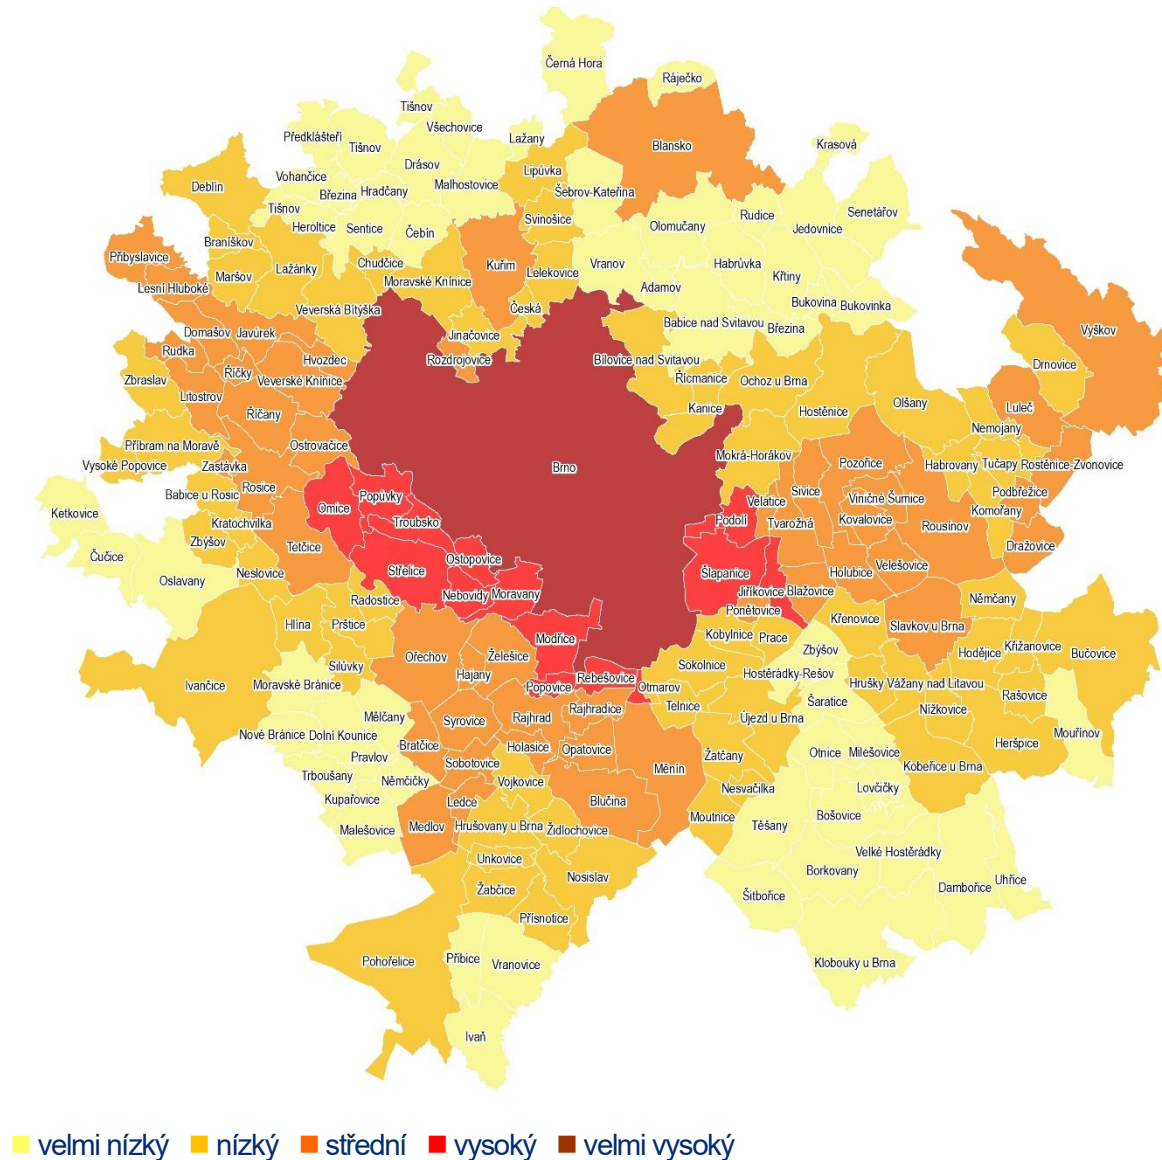 Černá Hora
Ráječko
Tišnov
Všechovice
Předklášteří
Tišnov
Lažany
Blansko
Krasová
Drásov
Lipůvka
Deblín
Vohančice
Březina
Hradčany
Malhostovice
Šebrov-Kateřina
Tišnov
Heroltice
Sentice
Čebín
Svinošice
Olomučany
Rudice
Senetářov
Jedovnice
Braníškov
Přibyslavice
Maršov
Lažánky
Chudčice
Kuřim
Lelekovice
Vranov
Habrůvka
Křtiny
Lesní Hluboké
Moravské Knínice
Adamov
Bukovina
Bukovinka
Veverská Bítýška
Česká
Domašov
Javůrek
Jinačovice
Babice nad Svitavou
Březina
Výškov
Rudka
Hvozdec
Rozdrojovice
Bílovice nad Svitavou
Drnovice
Zbraslav
Říčky
Veverské Knínice
Řícmanice
Ochoz u Brna
Litostrov
Říčany
Kanice
Hostěnice
Olšany
Luleč
Příbram na Moravě
Ostrovačice
Nemojany
Vysoké Popovice
Zastávka
Brno
Mokrá-Horákov
Pozořice
Habrovany
Tučapy
Rostěnice-Zvonovice
Babice u Rosic
Rosice
Popůvky
Velatice
Sivice
Viničné Šumice
Podbřežice
Ketkovice
Omice
Troubsko
Podolí
Tvarožná
Kovalovice
Rousínov
Komořany
Kratochvilka
Zbýšov
Tetčice
Ostopovice
Dražovice
Čučice
Střelice
Šlapanice
Holubice
Velešovice
Oslavany
Neslovice
Nebovidy
Moravany
Jiříkovice
Blažovice
Radostice
Ponětovice
Němčany
Hlína
Prštice
Modřice
Kobylnice
Prace
Křenovice
Slavkov u Brna
Křižanovice
Ořechov
Želešice
Zbýšov
Hodějice
Bučovice
Silůvky
Hajany
Sokolnice
Hostěrádky-Rešov
Ivančice
Moravské Bránice
Popovice
Rebešovice
Otmarov
Hrušky
Vážany nad Litavou
Rašovice
Mělčany
Rajhrad
Rajhradice
Telnice
Šaratice
Nížkovice
Syrovice
Újezd u Brna
Mouřínov
Nové Bránice
Dolní Kounice
Bratčice
Holasice
Opatovice
Otnice
Milešovice
Heršpice
Pravlov
Sobotovice
Měnín
Žatčany
Kobeřice u Brna
Trboušany
Němčičky
Vojkovice
Nesvačilka
Lovčičky
Kupařovice
Ledce
Blučina
Moutnice
Bošovice
Malešovice
Medlov
Hrušovany u Brna
Židlochovice
Těšany
Unkovice
Velké Hostěrádky
Žabčice
Nosislav
Borkovany
Uhřice
Šitbořice
Dambořice
Přísnotice
Pohořelice
Přibice
Vranovice
Klobouky u Brna
Ivaň
velmi nízký nízký střední vysoký velmi vysoký